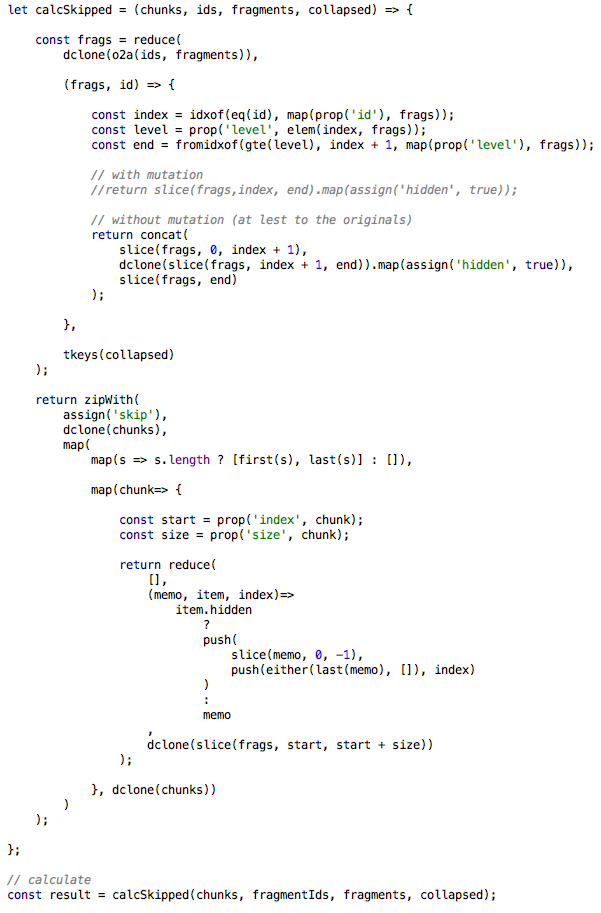 let calcSkipped = (chunks, ids, fragments, collapsed) => {
const frags = reduce(
dclone(o2a(ids, fragments)),
(frags, id) => {
const index = idxof(eq(id), map(prop('id'), frags));
const level = prop('level', elem(index, frags));
const end = fromidxof(gte(level), index + 1, map(prop('level'), frags));
// with mutation
//return slice(frags,index, end).map(assign('hidden', true));
// without mutation (at lest to the originals)
return concat(
slice(frags, 0, index + 1),
dclone(slice(frags, index + 1, end)).map(assign('hidden', true)),
slice(frags, end)
);
},
tkeys(collapsed)
);
return zipWith(
assign('skip'),
dclone(chunks),
map(
map(s => s.length ? [first(s), last(s)] : []),
map(chunk=> {
const start = prop('index', chunk);
const size = prop('size', chunk);
return reduce(
[],
(memo, item, index)=>
item.hidden
?
push(
slice(memo, 0, -1),
push(either(last(memo), []), index)
)
:
memo
,
dclone(slice(frags, start, start + size))
);
}, dclone(chunks))
)
);
};
// calculate
const result = calcSkipped(chunks, fragmentIds, fragments, collapsed);